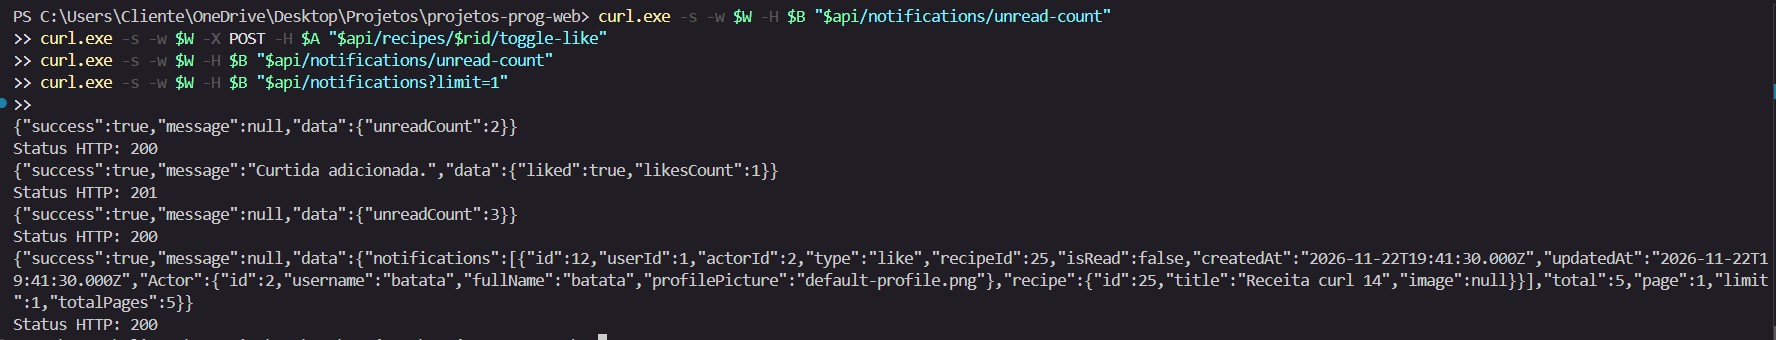 PS C:\Users\Cliente\OneDrive\Desktop\Projetos\projetos-prog-web> curl.exe -s -w $W -H $B "$api/notifications/unread-count"
>> curl.exe -s -w $W -X POST -H $A "$api/recipes/$rid/toggle-like"
>> curl.exe -s -w $W -H $B "$api/notifications/unread-count"
>> curl.exe -s -w $W -H $B "$api/notifications?limit=1"
>>
{"success":true,"message":null,"data":{"unreadCount":2}}
Status HTTP: 200
{"success":true,"message":"Curtida adicionada.","data":{"liked":true,"likesCount":1}}
Status HTTP: 201
{"success":true,"message":null,"data":{"unreadCount":3}}
Status HTTP: 200
{"success":true,"message":null,"data":{"notifications":[{"id":12,"userId":1,"actorId":2,"type":"like","recipeId":25,"isRead":false,"createdAt":"2026-11-22T19:41:30.000Z","updatedAt":"2026-11-22T1
9:41:30.000Z","Actor":{"id":2,"username":"batata","fullName":"batata","profilePicture":"default-profile.png"},"recipe":{"id":25,"title":"Receita curl 14","image":null}}],"total":5,"page":1,"limit
":1,"totalPages":5}}
Status HTTP: 200